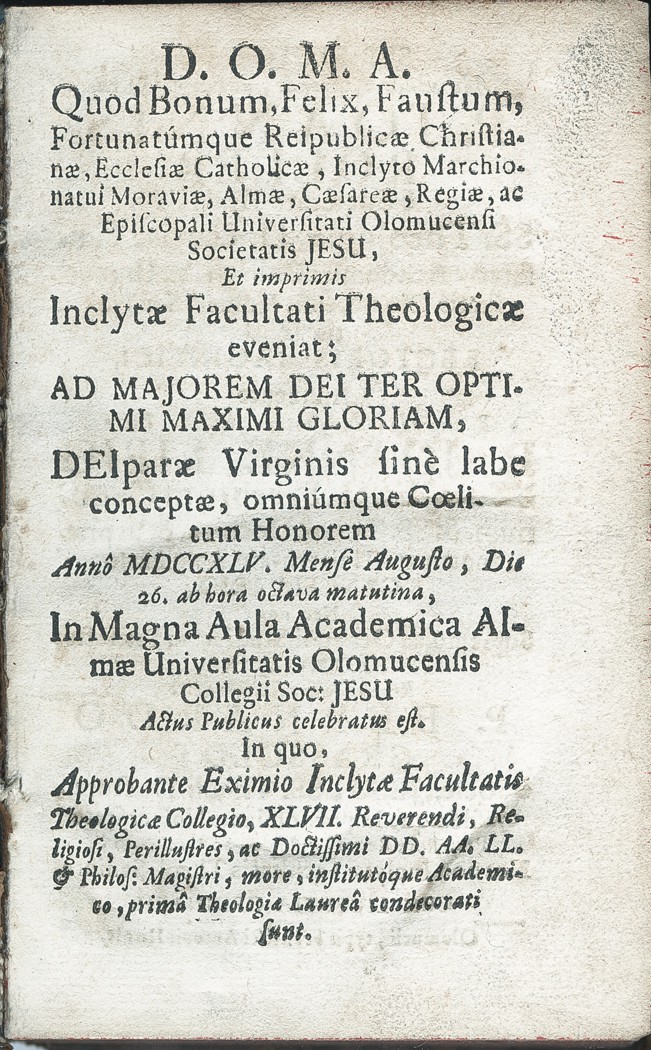 D. O. M. A.
Quod Bonum, Felix, Fauſtum,
Fortunatúmque Reipublicæ Chriſtia-
næ, Eccleſiæ Catholicæ, Inclyto Marchio-
natui Moraviæ, Almæ, Cæſareæ, Regiæ, ac
Epiſcopali Univerſitati Olomucenſi
Societatis JESU,
Et imprimis
Inclytæ Facultati Theologicæ
eveniat;
AD MAJOREM DEI TER OPTI-
MI MAXIMI GLORIAM,
DEIparæ Virginis ſinè labe
conceptæ, omniúmque Cœli-
tum Honorem
Annô MDCCXLV. Menſe Auguſto, Die
26. ab hora octava matutina,
In Magna Aula Academica Al-
mæ Univerſitatis Olomucenſis
Collegii Soc: JESU
Actus Publicus celebratus eſt.
In quo,
Approbante Eximio Inclytæ Facultatis
Theologicæ Collegio, XLVII. Reverendi, Re-
ligioſi, Perilluſtres, ac Doctiſſimi DD. AA. LL.
& Philoſ: Magiſtri, more, inſtitutóque Academi-
co, primâ Theologiæ Laureâ condecorati
ſunt.